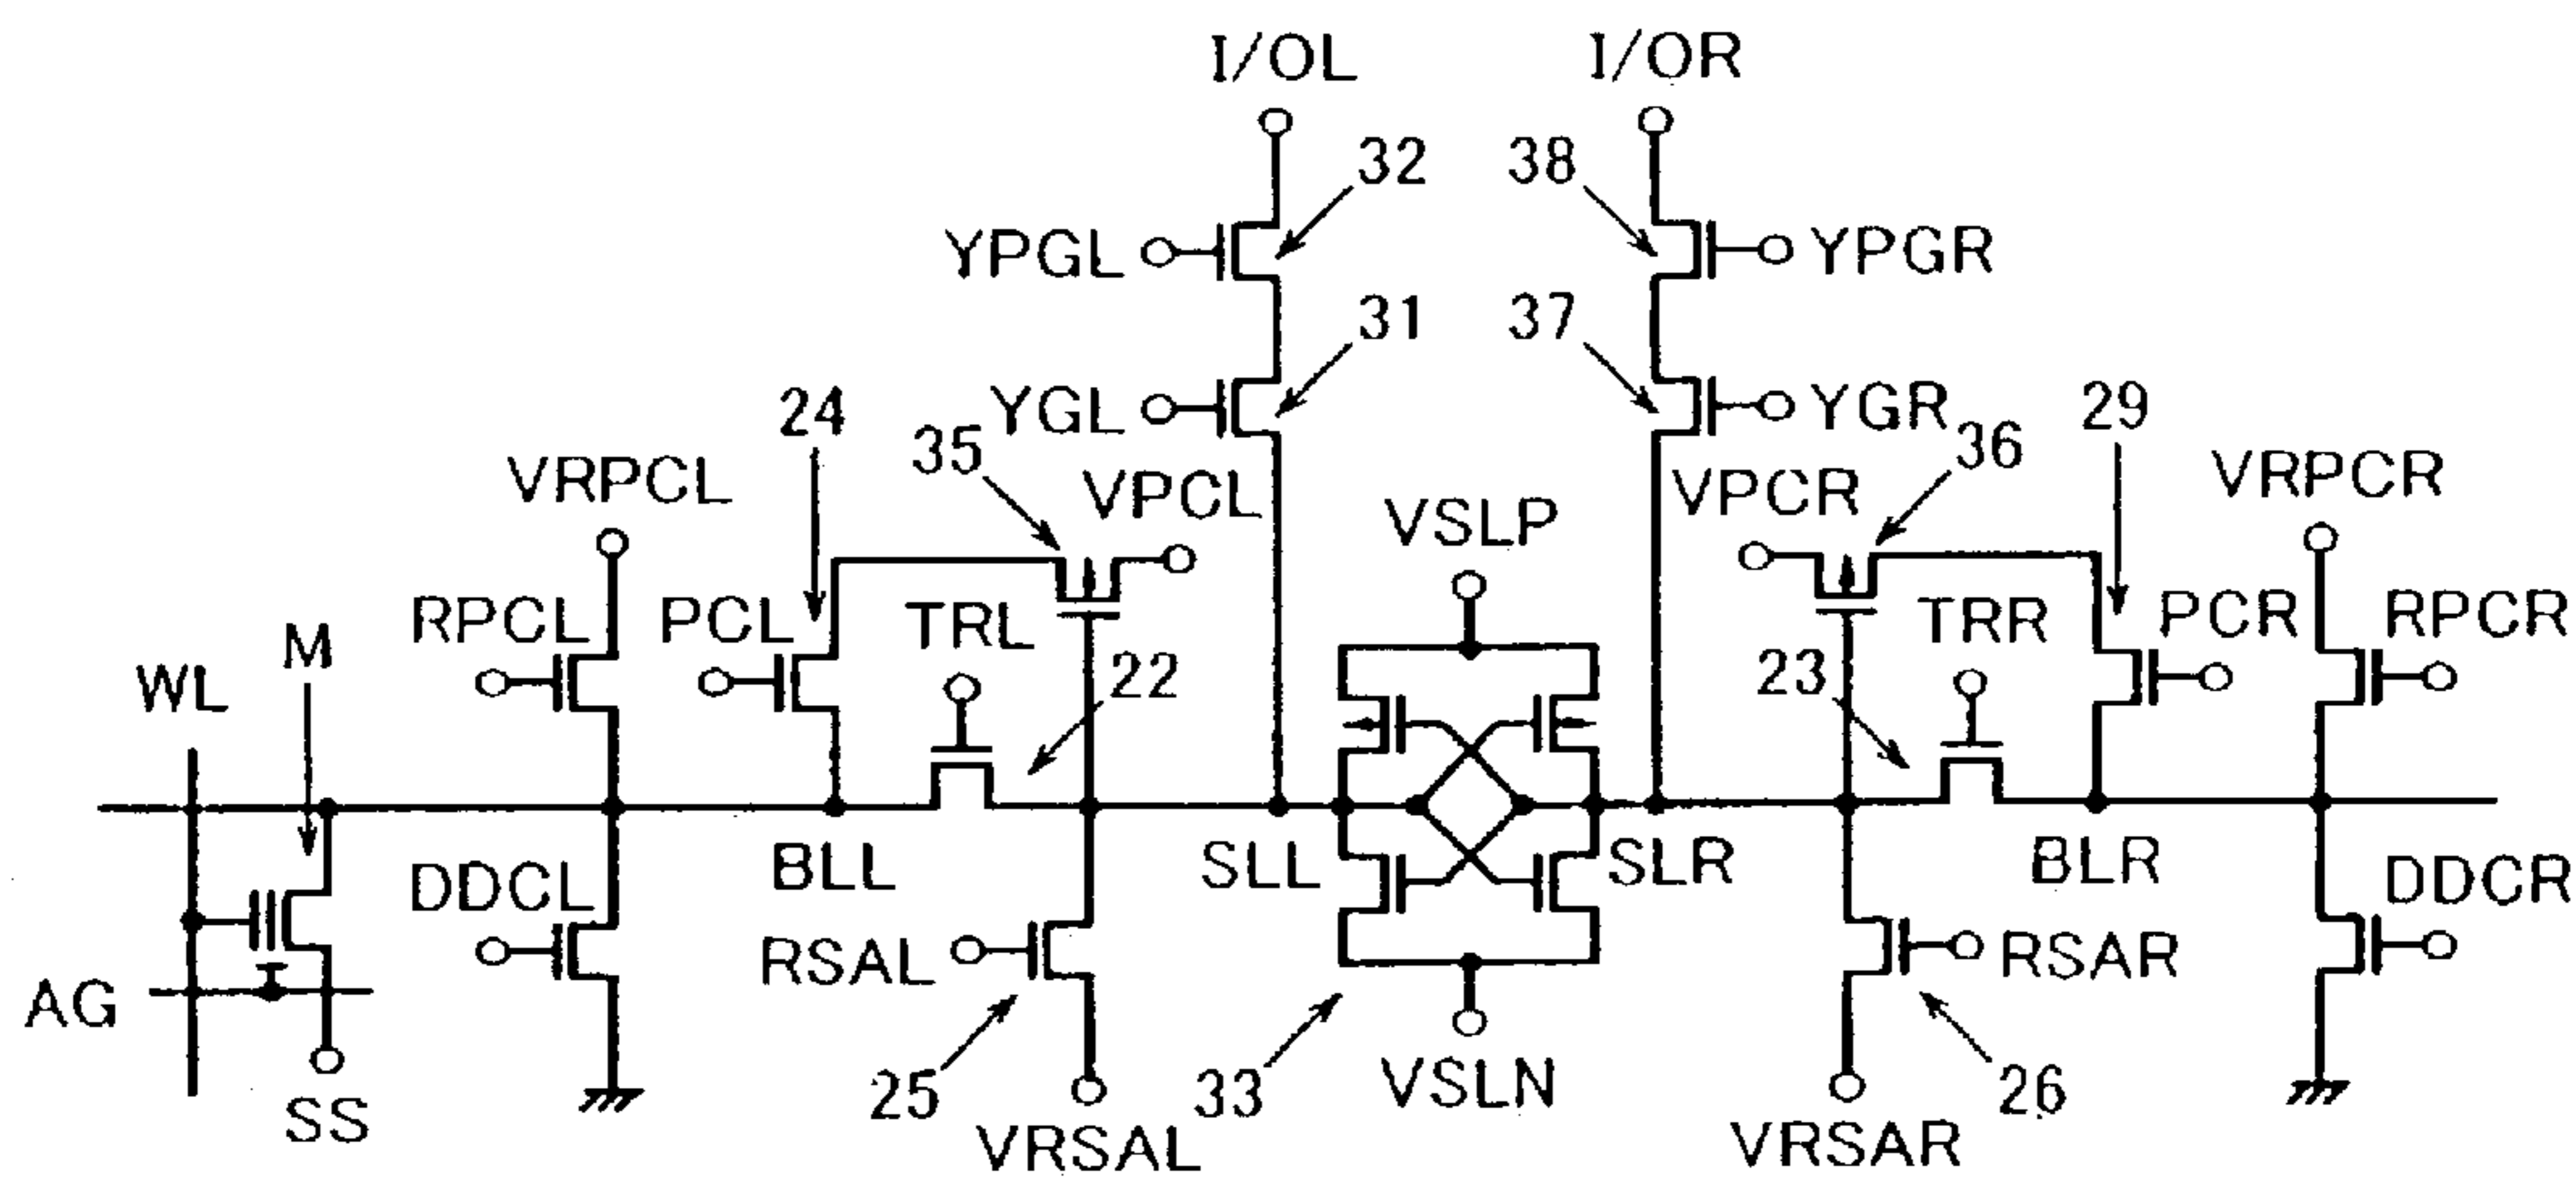 I/OL I/OR
32 38
YPGL YPGR
31 37
YGL YGR
24 35 36 29
VRPCL VPCL VSLP VPCR VRPCR
RPCL PCL TRL TRR PCR RPCR
WL M 22 23
BLL SLL SLR BLR
DDCL DDCR
RSAL RSAR
AG
SS 25 33 VSLN 26
VRSAL VRSAR